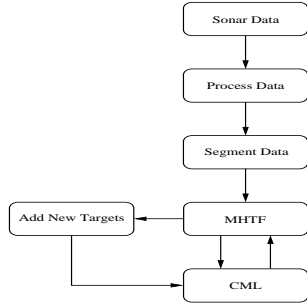 Sonar Data
Process Data
Segment Data
Add New Targets
MHTF
CML